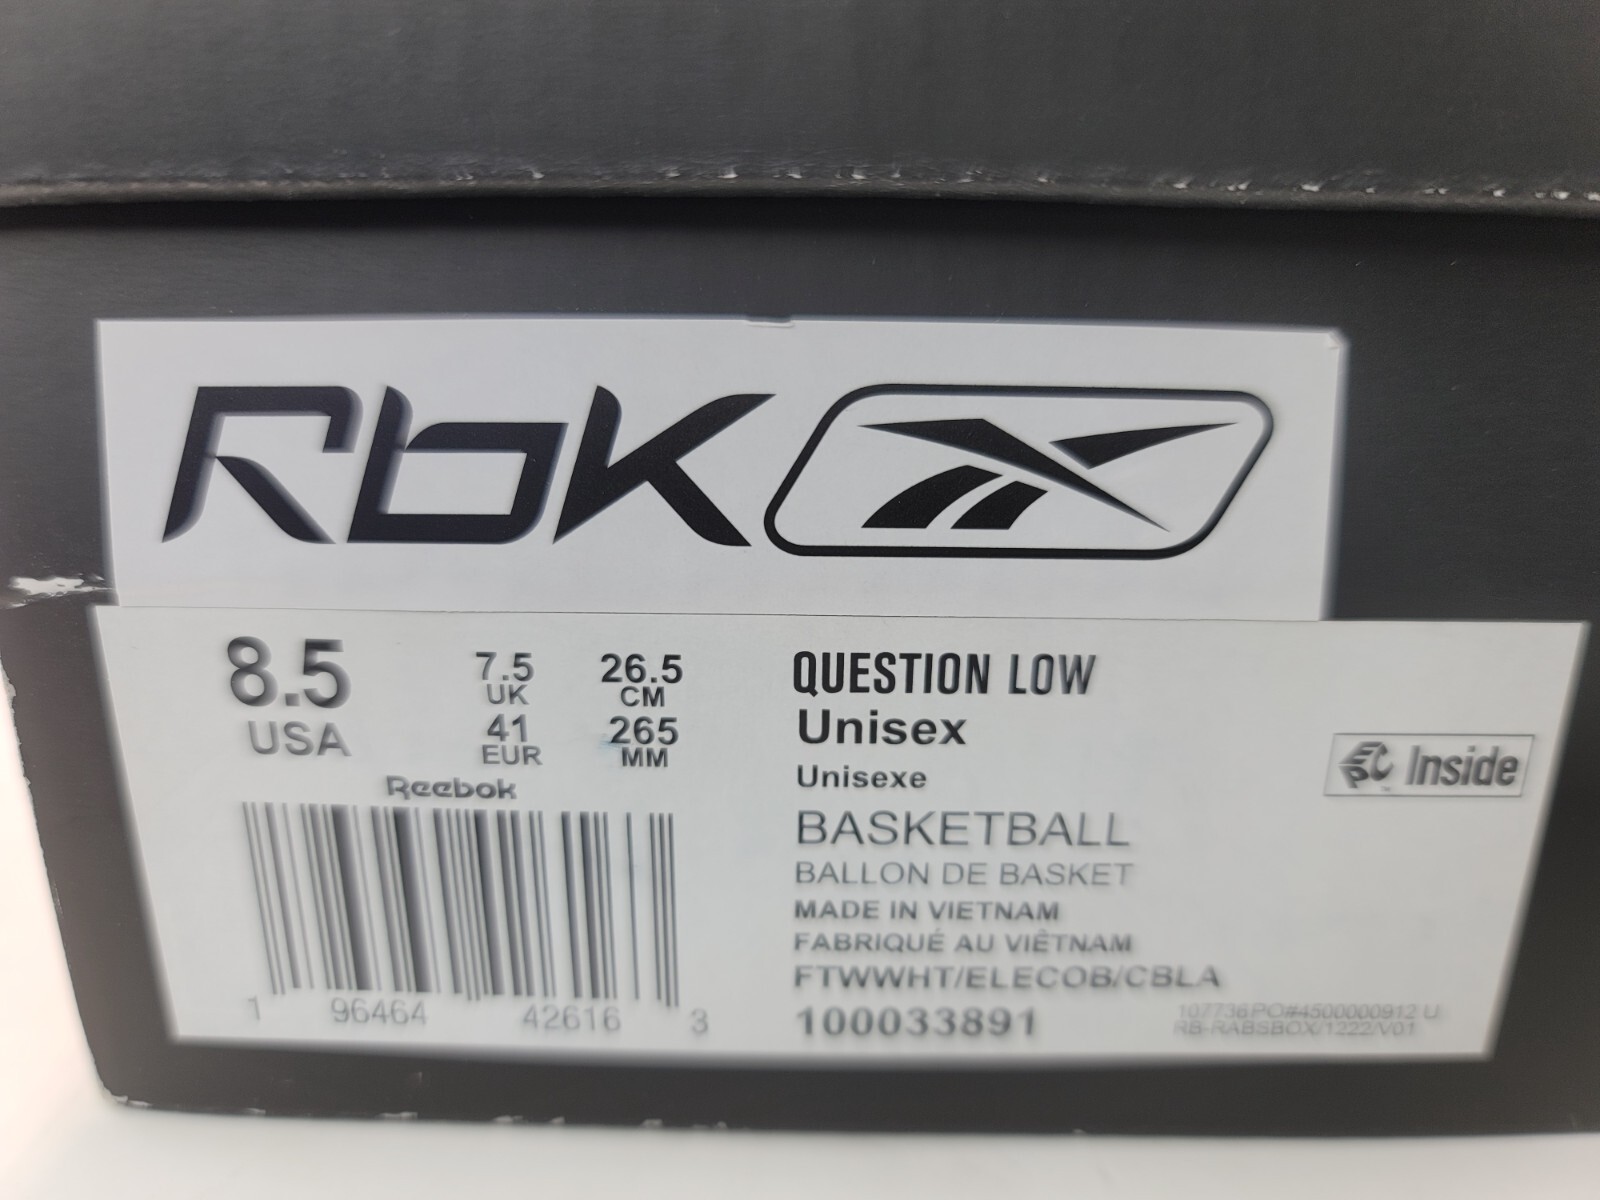 Rbk
8.5
USA
7.5
UK
41
EUR
26.5
CM
265
MM
Reebok
1 96464 42616 3
QUESTION LOW
Unisex
Unisexe
BASKETBALL
BALLON DE BASKET
MADE IN VIETNAM
FABRIQUÉ AU VIÊTNAM
FTWWHT/ELECOB/CBLA
100033891
Inside
107736 PO#4500000912 U
RB-RABSBOX/1222/V01